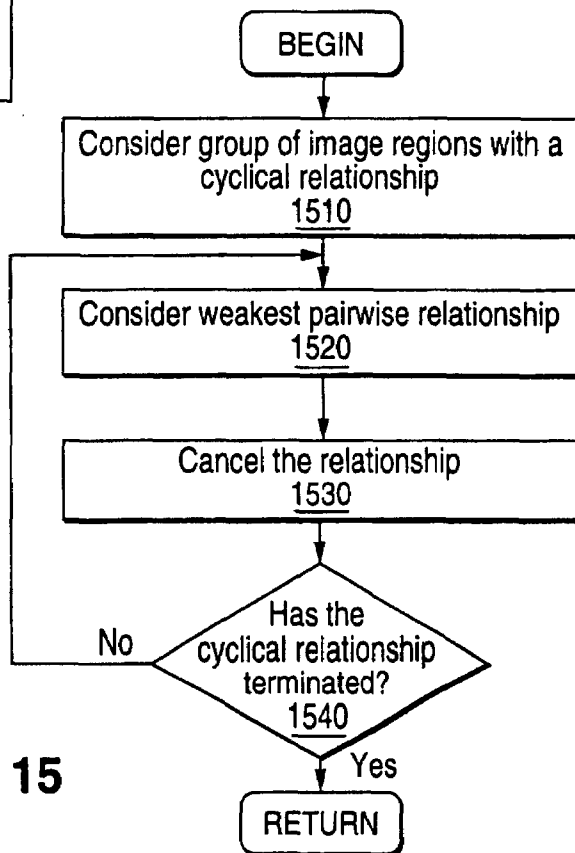 BEGIN
Consider group of image regions with a
cyclical relationship
1510
Consider weakest pairwise relationship
1520
Cancel the relationship
1530
Has the
cyclical relationship
terminated?
1540
No
Yes
15
RETURN